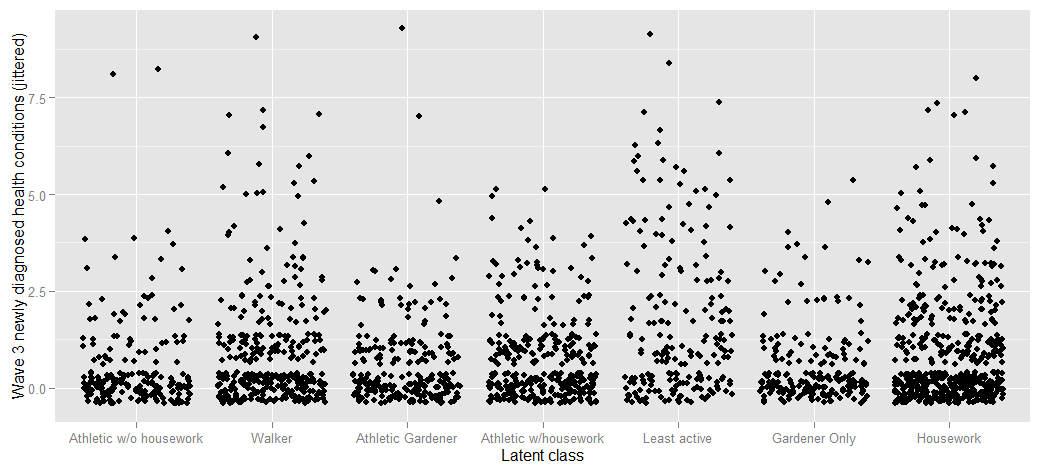 Wave 3 newly diagnosed health conditions (jittered)
7.5
5.0
2.5
0.0
Athletic w/o housework Walker Athletic Gardener Athletic w/housework Least active Gardener Only Housework
Latent class